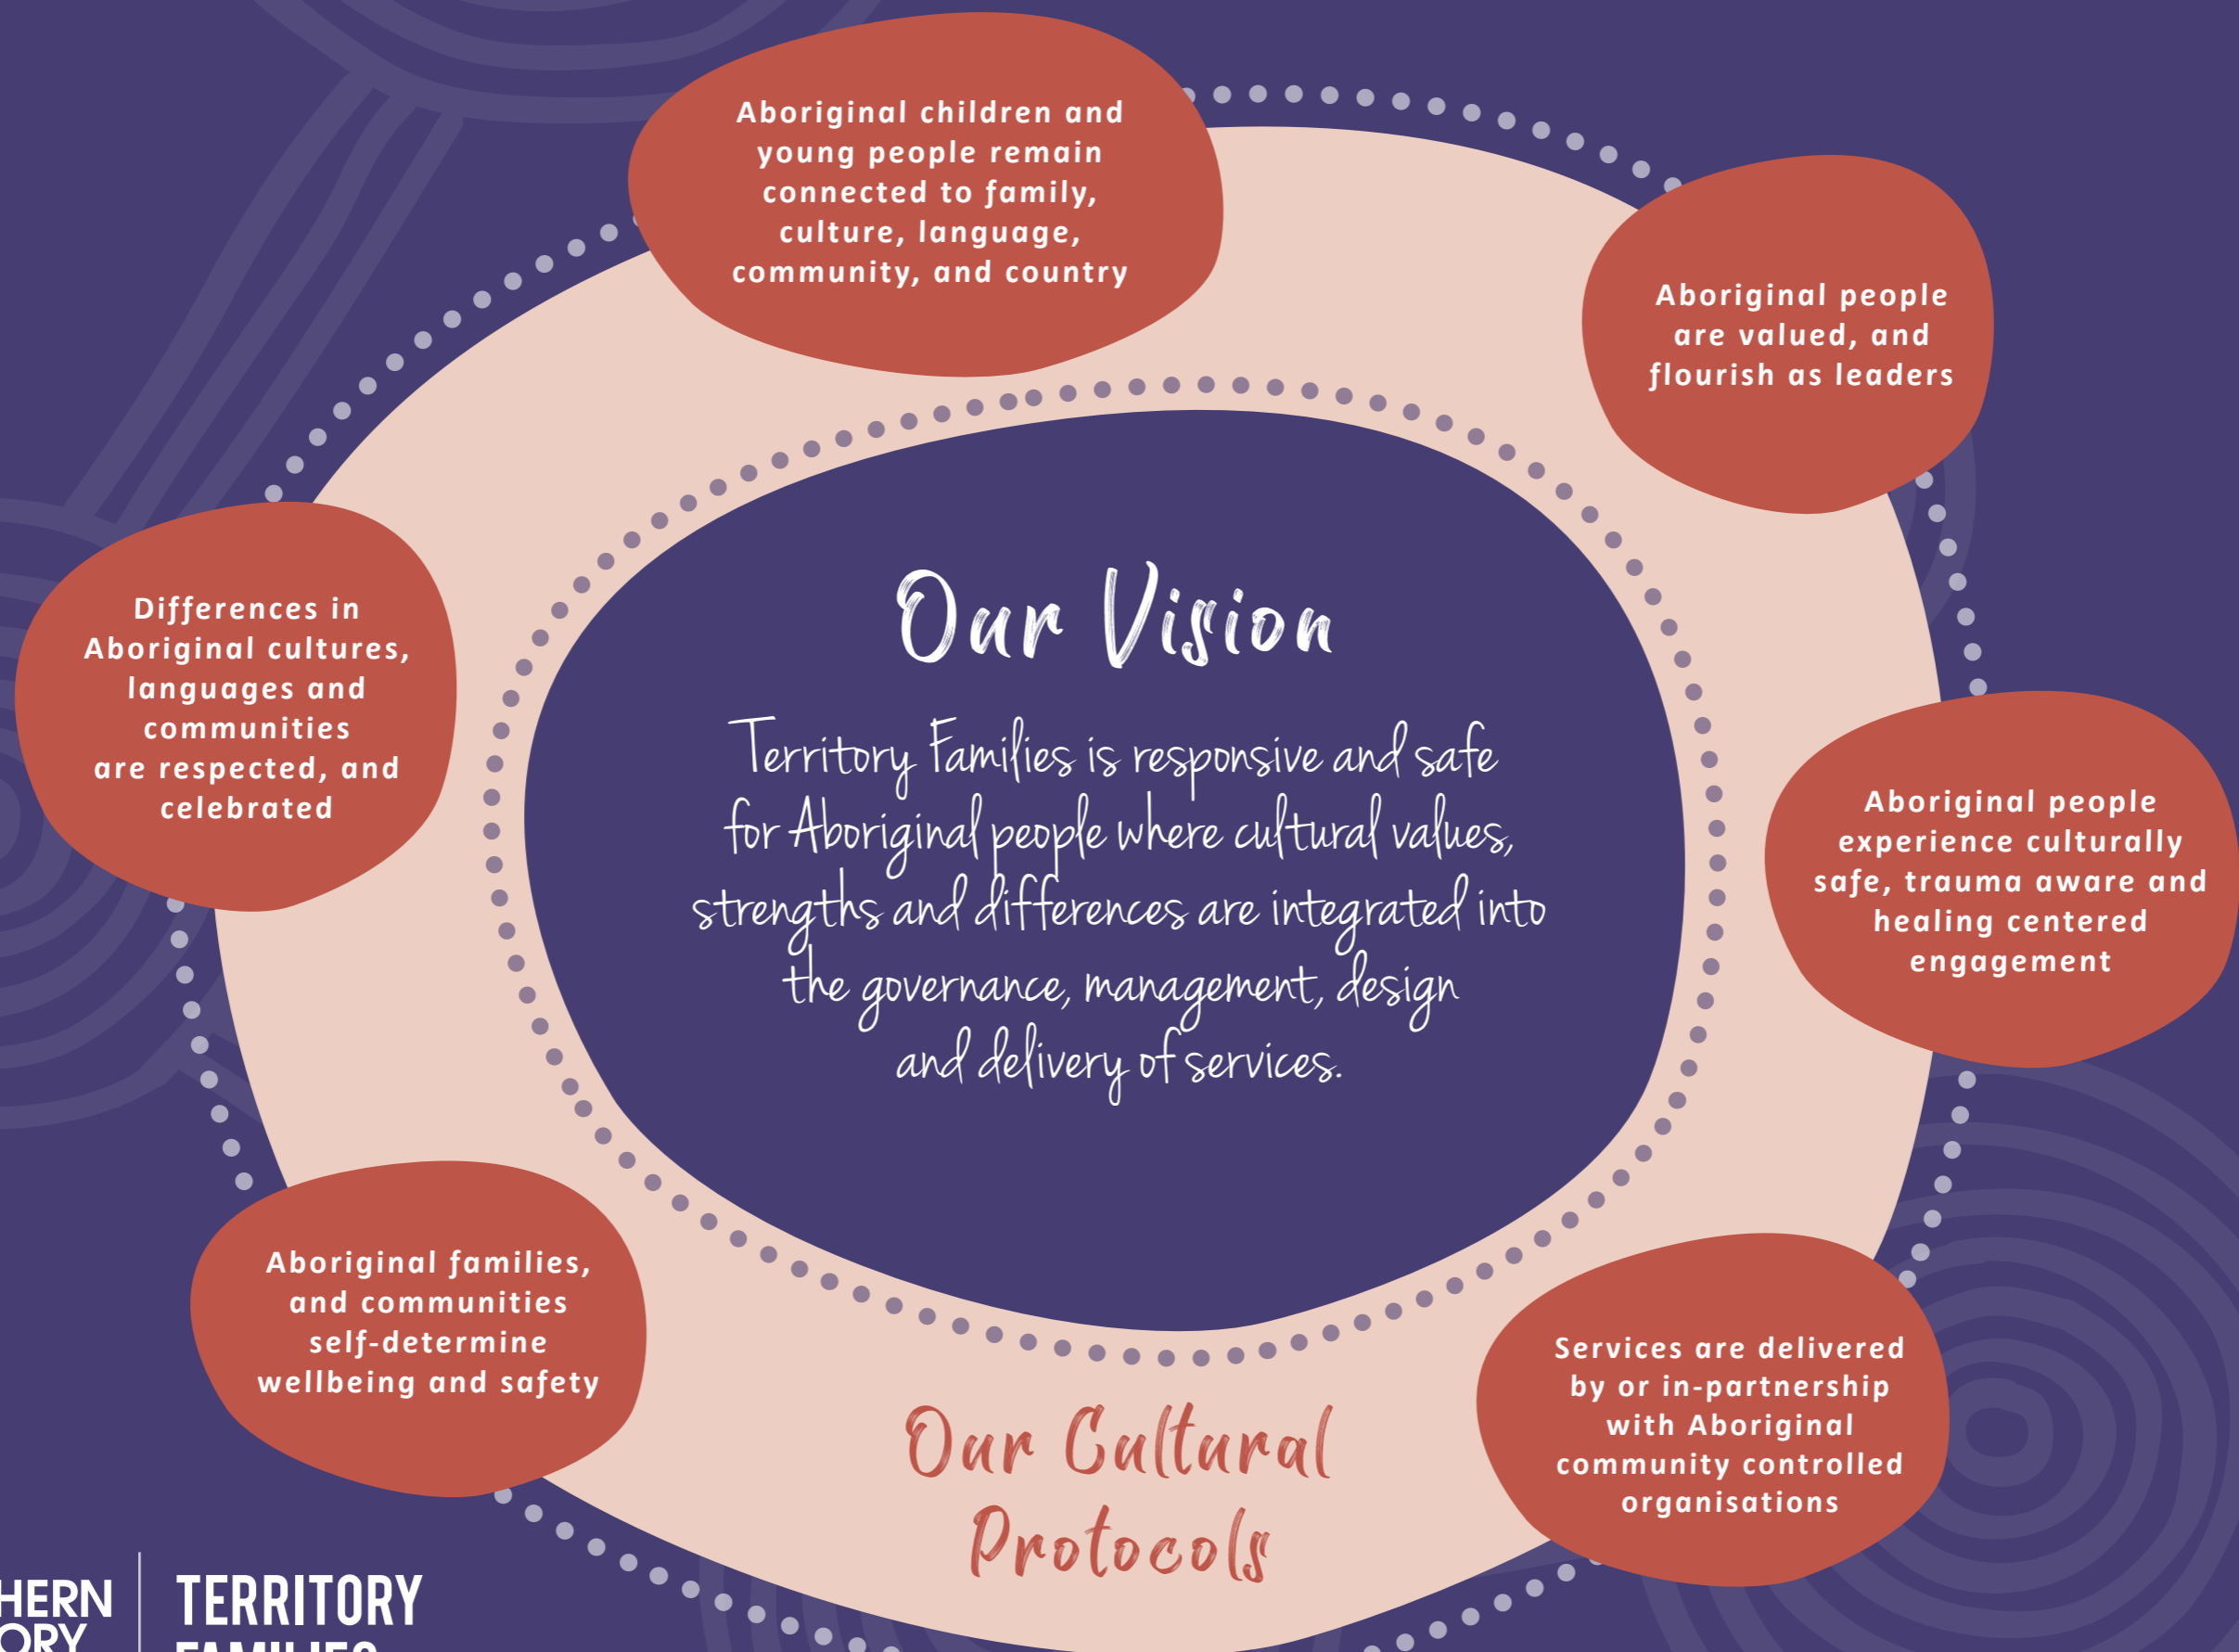 Aboriginal children and
young people remain
connected to family,
culture, language,
community, and country
Aboriginal people
are valued, and
flourish as leaders
Differences in
Aboriginal cultures,
languages and
communities
are respected, and
celebrated
Our Vision
Territory Families is responsive and safe
for Aboriginal people where cultural values,
strengths and differences are integrated into
the governance, management, design
and delivery of services.
Aboriginal people
experience culturally
safe, trauma aware and
healing centered
engagement
Aboriginal families,
and communities
self-determine
wellbeing and safety
Services are delivered
by or in-partnership
with Aboriginal
community controlled
organisations
Our Cultural
Protocols
HERN
ORY
TERRITORY
FAMILIES